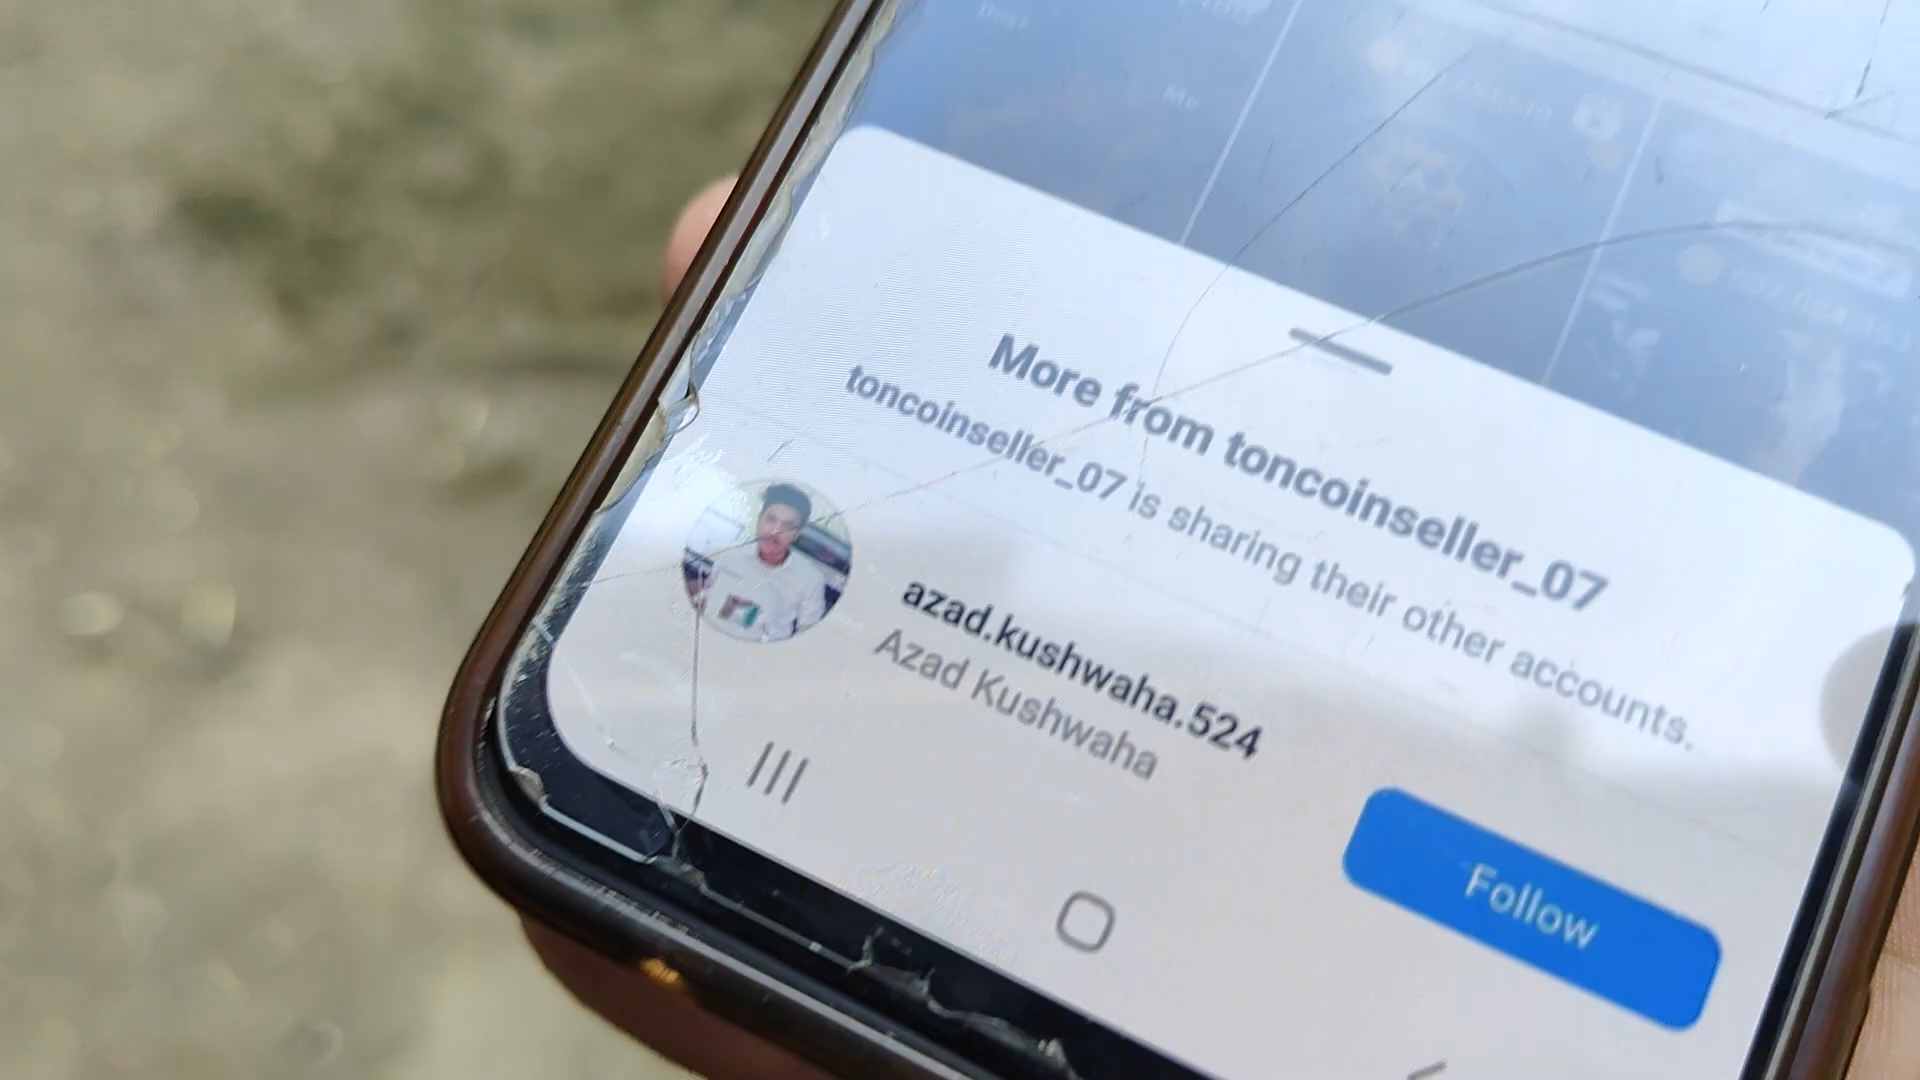 More from toncoinseller_07
toncoinseller_07 is sharing their other accounts.
azad.kushwaha.524
Azad Kushwaha
Follow